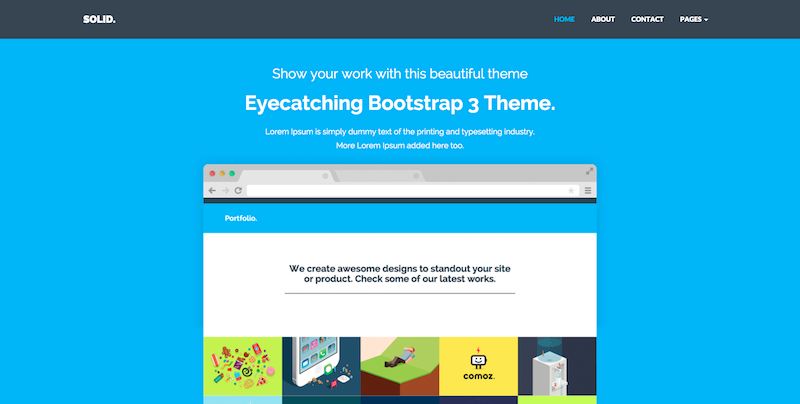 SOLID.
HOME ABOUT CONTACT PAGES
Show your work with this beautiful theme
Eyecatching Bootstrap 3 Theme.
Lorem Ipsum is simply dummy text of the printing and typesetting industry.
More Lorem Ipsum added here too.
Portfolio.
We create awesome designs to standout your site
or product. Check some of our latest works.
comoz.